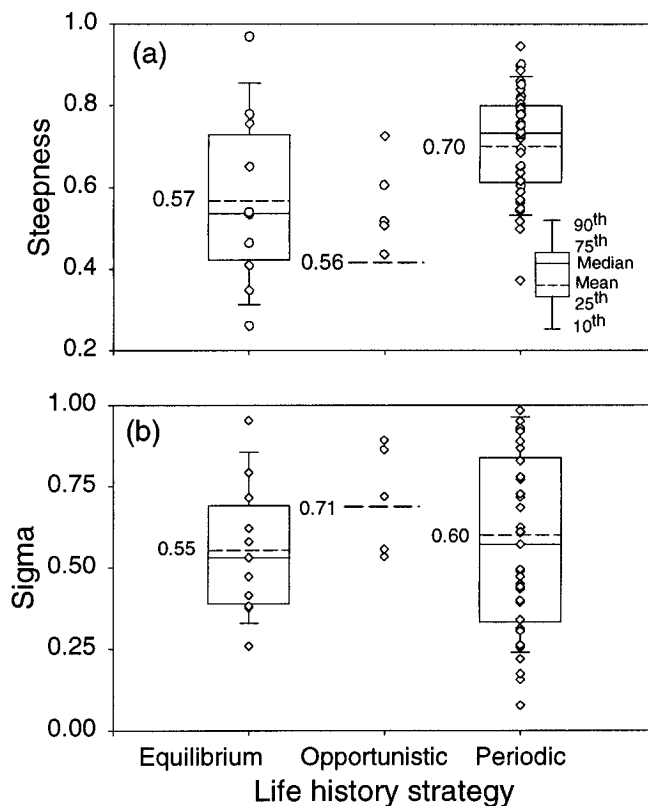 (a)
Steepness
1.0
0.8
0.6
0.4
0.2
0.57
0.56
0.70
90th
75th
Median
Mean
25th
10th
(b)
Sigma
1.00
0.75
0.50
0.25
0.00
0.55
0.71
0.60
Equilibrium Opportunistic Periodic
Life history strategy